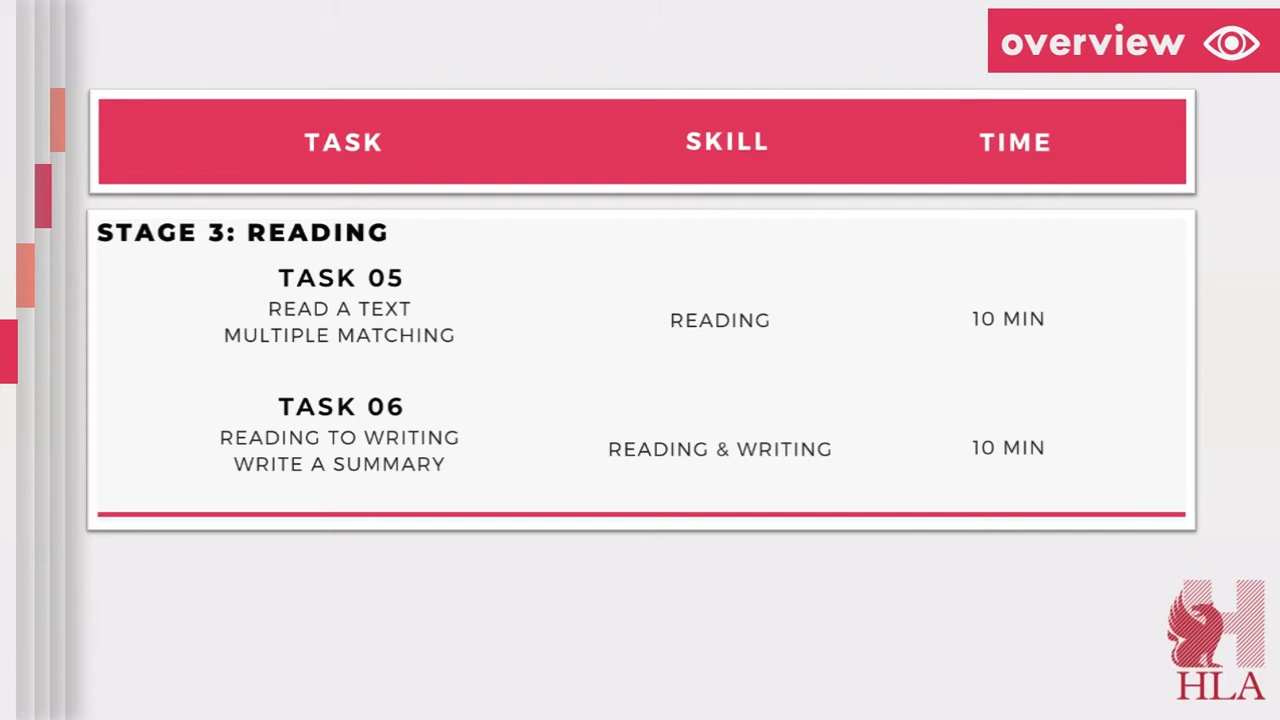 overview
TASK SKILL TIME
STAGE 3: READING
TASK 05
READ A TEXT
MULTIPLE MATCHING
READING
10 MIN
TASK 06
READING TO WRITING
WRITE A SUMMARY
READING & WRITING
10 MIN
H
HLA